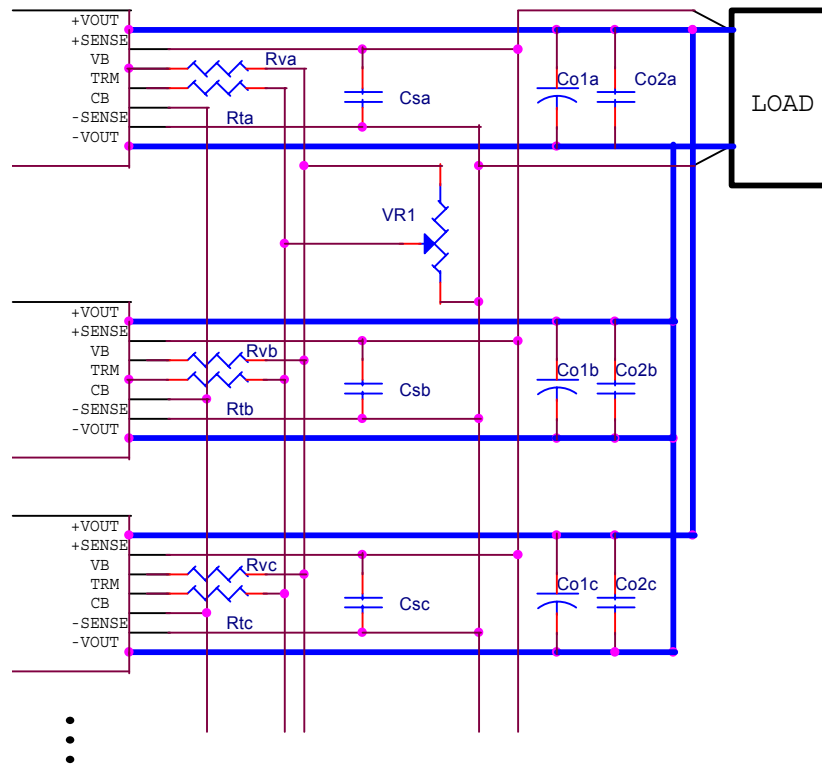 +VOUT
+SENSE
VB
TRM
CB
-SENSE
-VOUT
Rva
Rta
Csa
Co1a
Co2a
LOAD
VR1
+VOUT
+SENSE
VB
TRM
CB
-SENSE
-VOUT
Rvb
Rtb
Csb
Co1b
Co2b
+VOUT
+SENSE
VB
TRM
CB
-SENSE
-VOUT
Rvc
Rtc
Csc
Co1c
Co2c